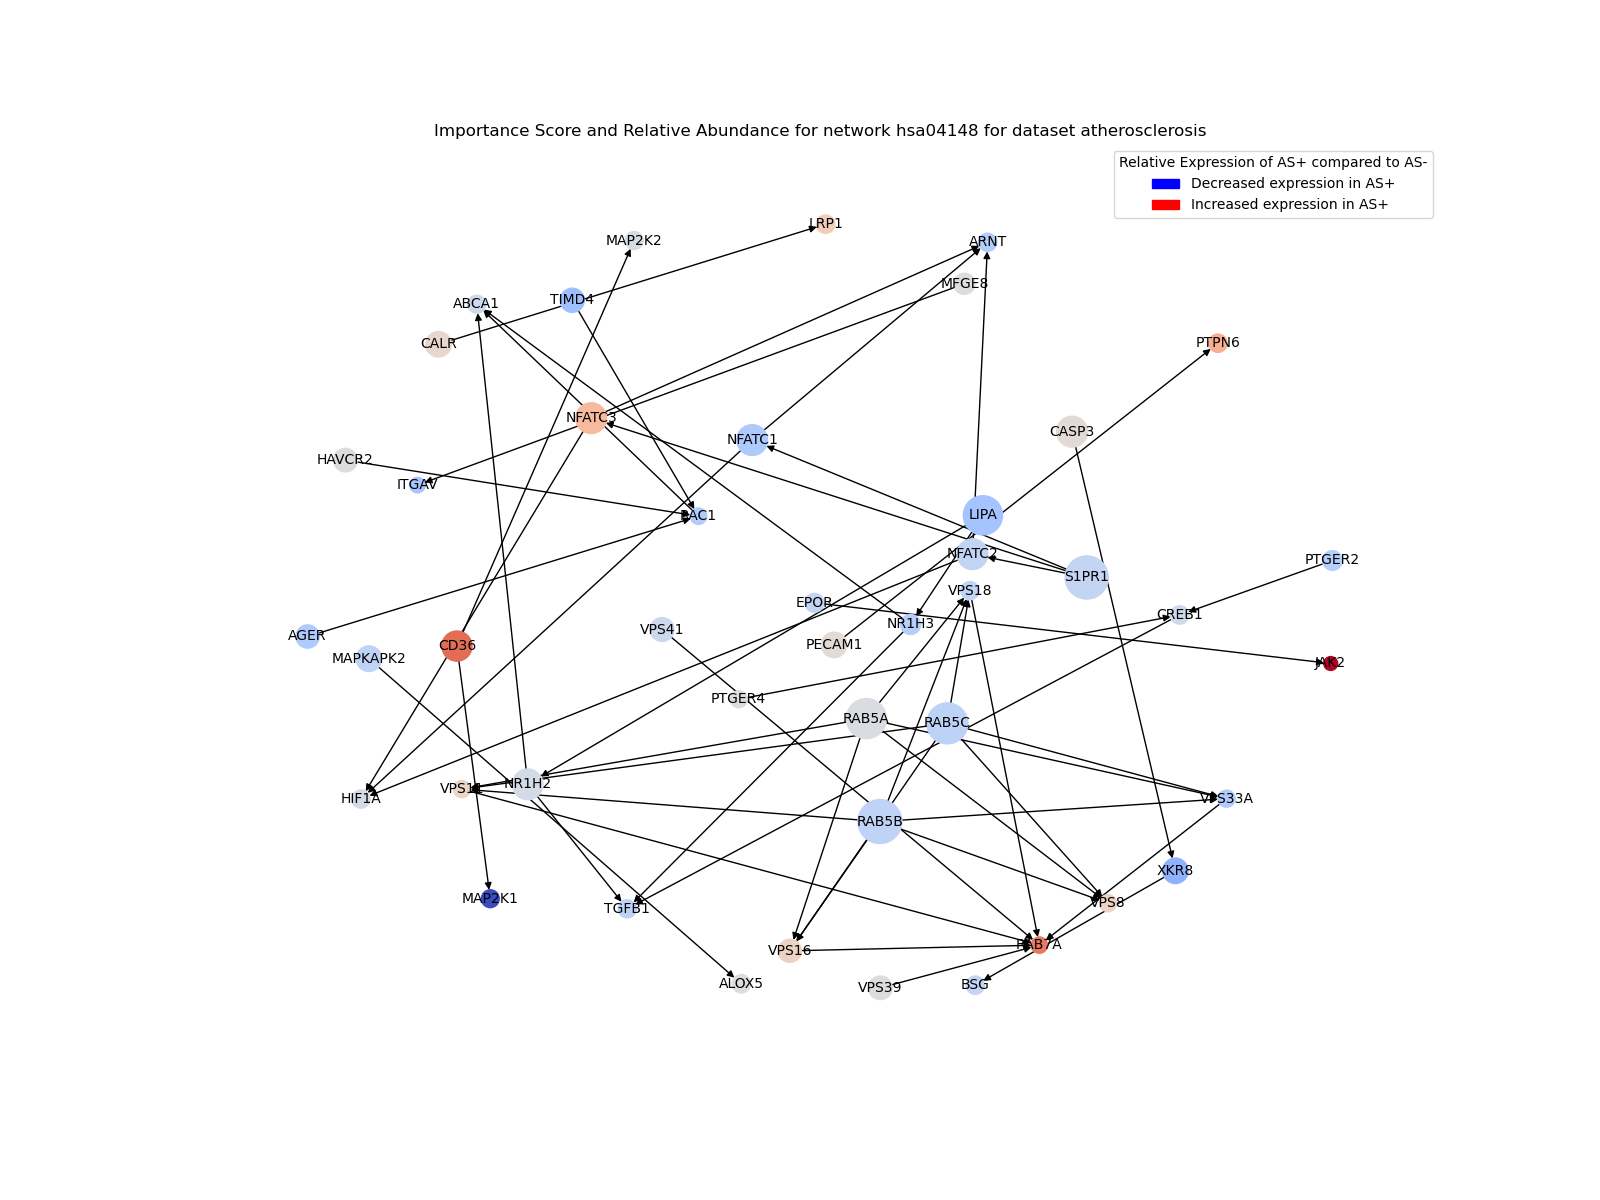 Importance Score and Relative Abundance for network hsa04148 for dataset atherosclerosis
Relative Expression of AS+ compared to AS-
Decreased expression in AS+
Increased expression in AS+
LRP1
MAP2K2
ARNT
MFGE8
TIMD4
ABCA1
CALR
PTPN6
NFATC3
CASP3
NFATC1
HAVCR2
ITGAV
LIPA
NFATC2
PTGER2
S1PR1
VPS18
EPOR
CREB1
NR1H3
VPS41
AGER
PECAM1
CD36
MAPKAPK2
JAK2
PTGER4
RAB5A
RAB5C
NR1H2
VPS11
HIF1A
VPS33A
RAB5B
XKR8
MAP2K1
VPS8
TGFB1
RAB7A
VPS16
ALOX5
BSG
VPS39